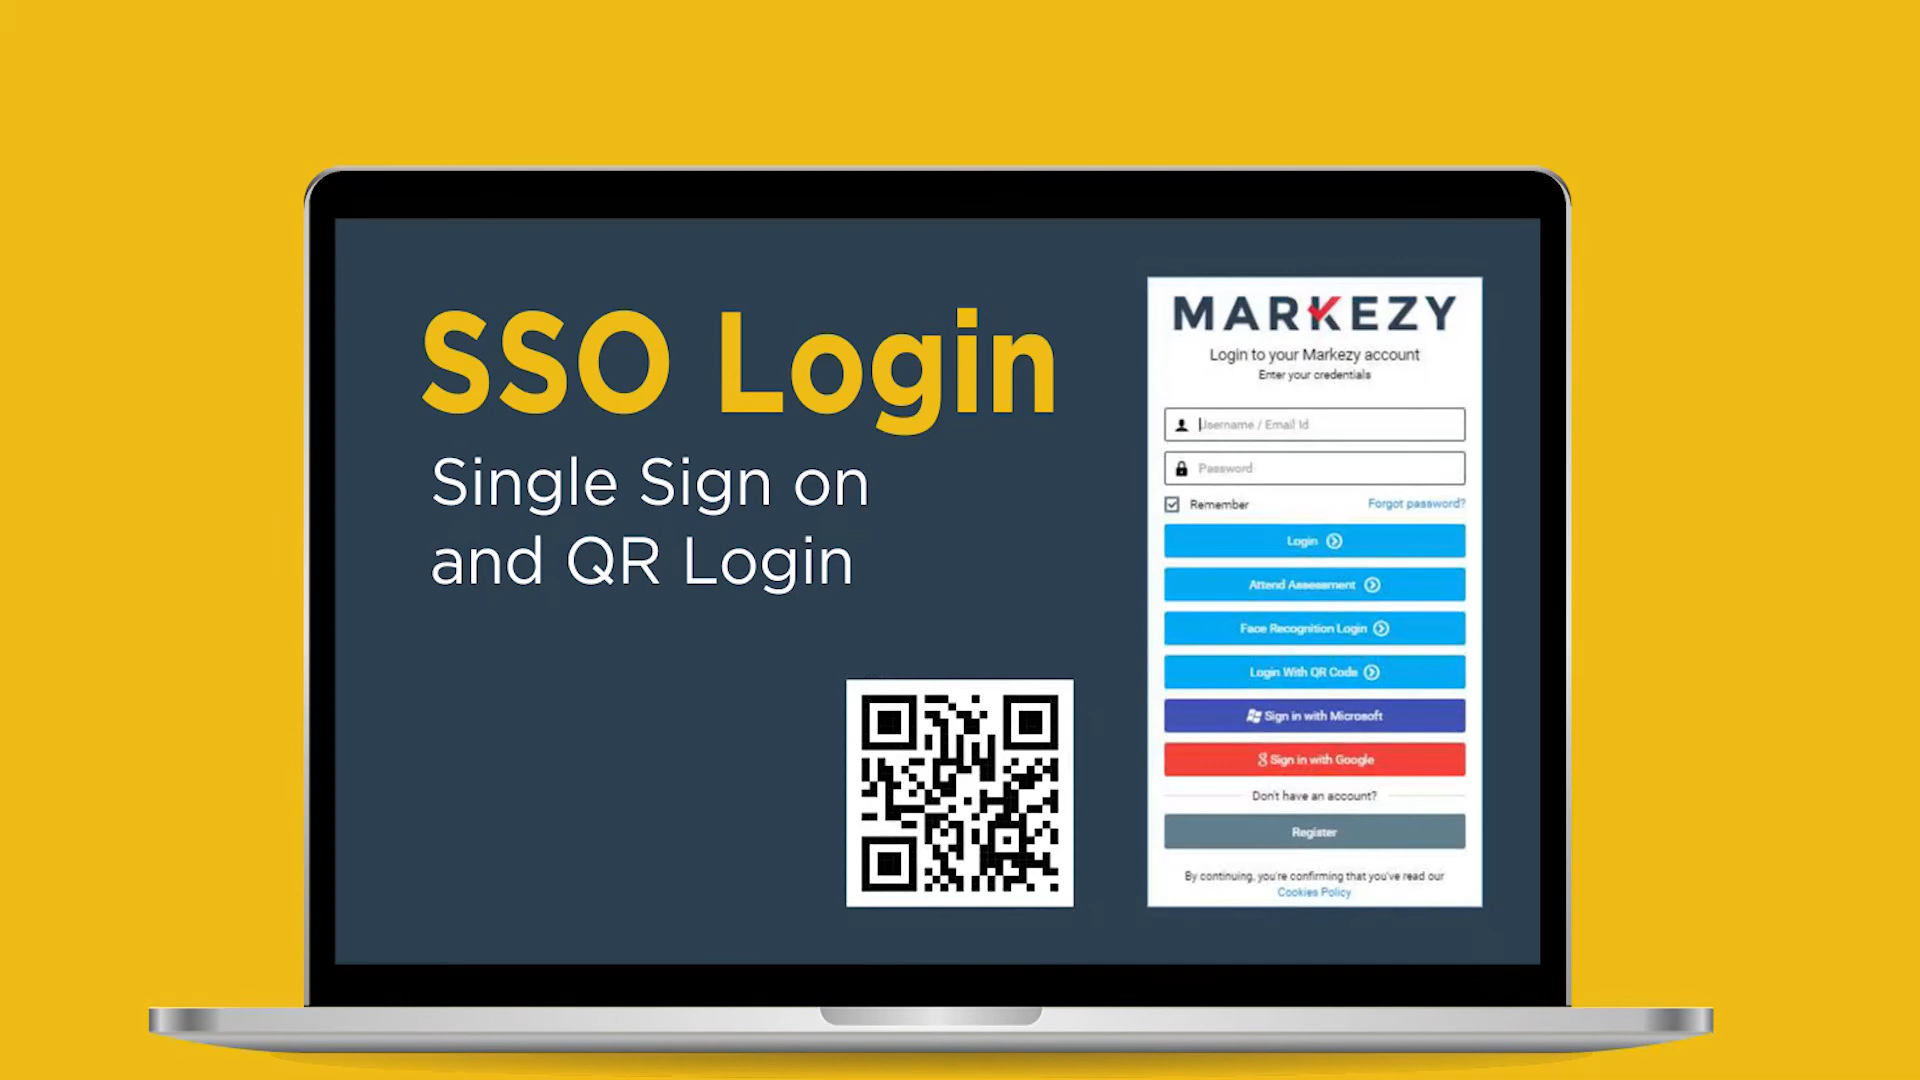 SSO Login
Single Sign on
and QR Login
MARKEZY
Login to your Markezy account
Enter your credentials
Username / Email Id
Password
Remember
Forgot password?
Login
Attend Assessment
Face Recognition Login
Login With QR Code
Sign in with Microsoft
8 Sign in with Google
Don't have an account?
Register
By continuing, you're confirming that you've read our
Cookies Policy